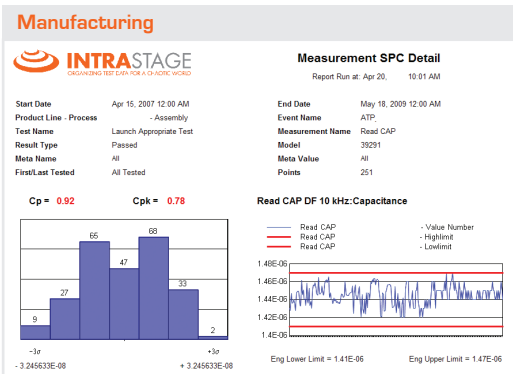 Manufacturing
INTRASTAGE
ORGANIZING TEST DATA FOR A CHAOTIC WORLD
Measurement SPC Detail
Report Run at: Apr 20, 10:01 AM
Start Date Apr 15, 2007 12:00 AM End Date May 18, 2009 12:00 AM
Product Line - Process - Assembly Event Name ATP
Test Name Launch Appropriate Test Measurement Name Read CAP
Result Type Passed Model 39291
Meta Name All Meta Value All
First/Last Tested All Tested Points 251
Cp = 0.92 Cpk = 0.78 Read CAP DF 10 kHz:Capacitance
Read CAP - Value Number
Read CAP - Highlimit
Read CAP - Lowlimit
9 27 65 47 68 33 2
1.48E-06
1.46E-06
1.44E-06
1.42E-06
1.4E-06
−3σ +3σ
- 3.245633E-08 + 3.245633E-08
Eng Lower Limit = 1.41E-06 Eng Upper Limit = 1.47E-06